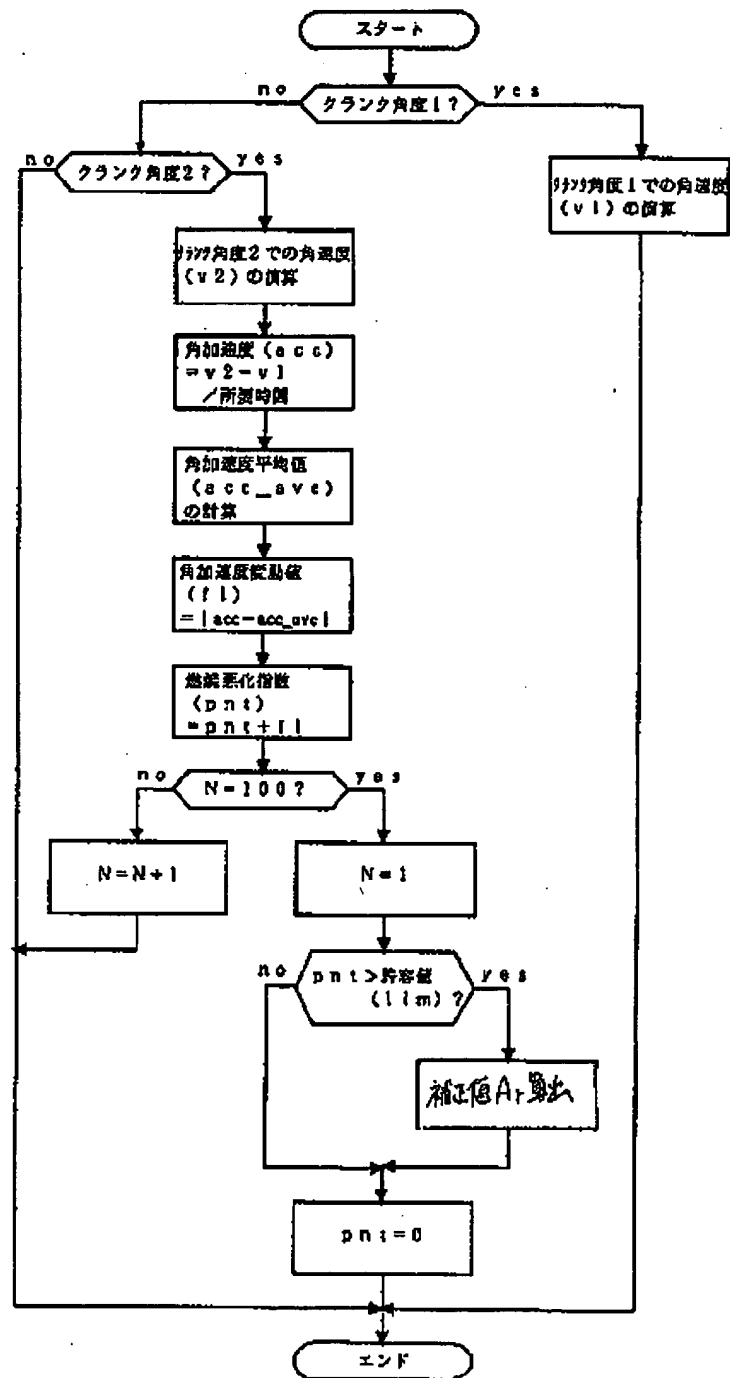 スタート
no
クランク角度1?
yes
no
クランク角度2?
yes
クランク角度1での角速度
(v1)の演算
クランク角度2での角速度
(v2)の演算
角加速度(acc)
=v2-v1
/所要時間
角加速度平均値
(acc_ave)
の計算
角加速度変動値
(fl)
=|acc-acc_ave|
燃焼悪化指数
(pnt)
=pnt+fl
no
N=100?
yes
N=N+1
N=1
no
pnt>許容値
(lim)?
yes
補正値Ar算出
pnt=0
エンド